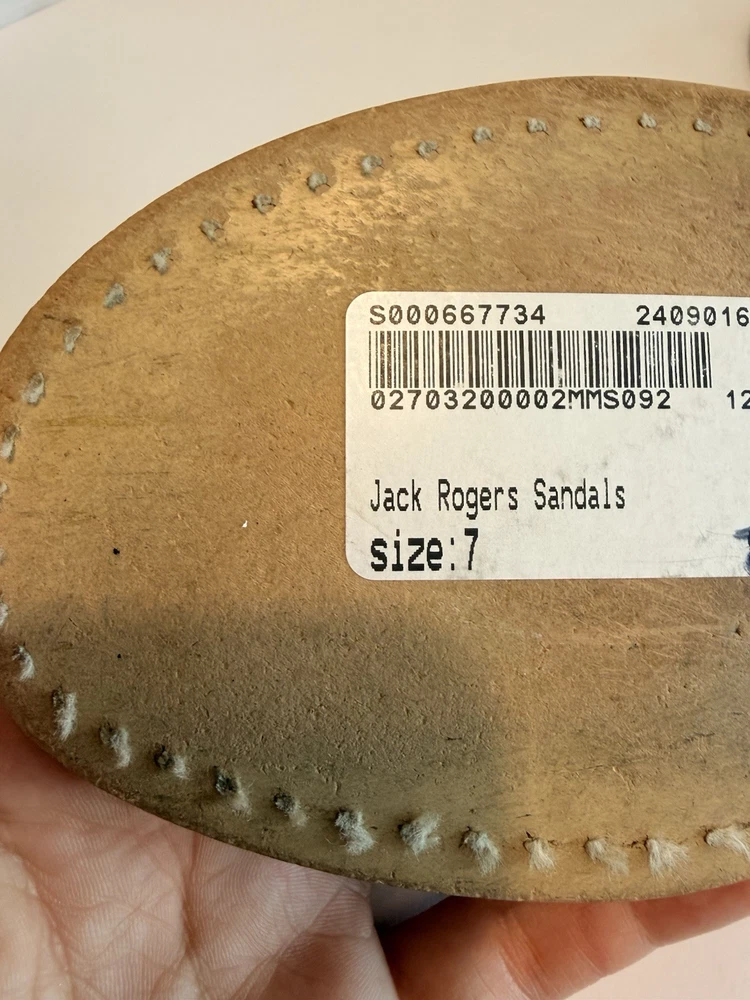 S000667734 2409016
02703200002MMS092 12
Jack Rogers Sandals
size:7